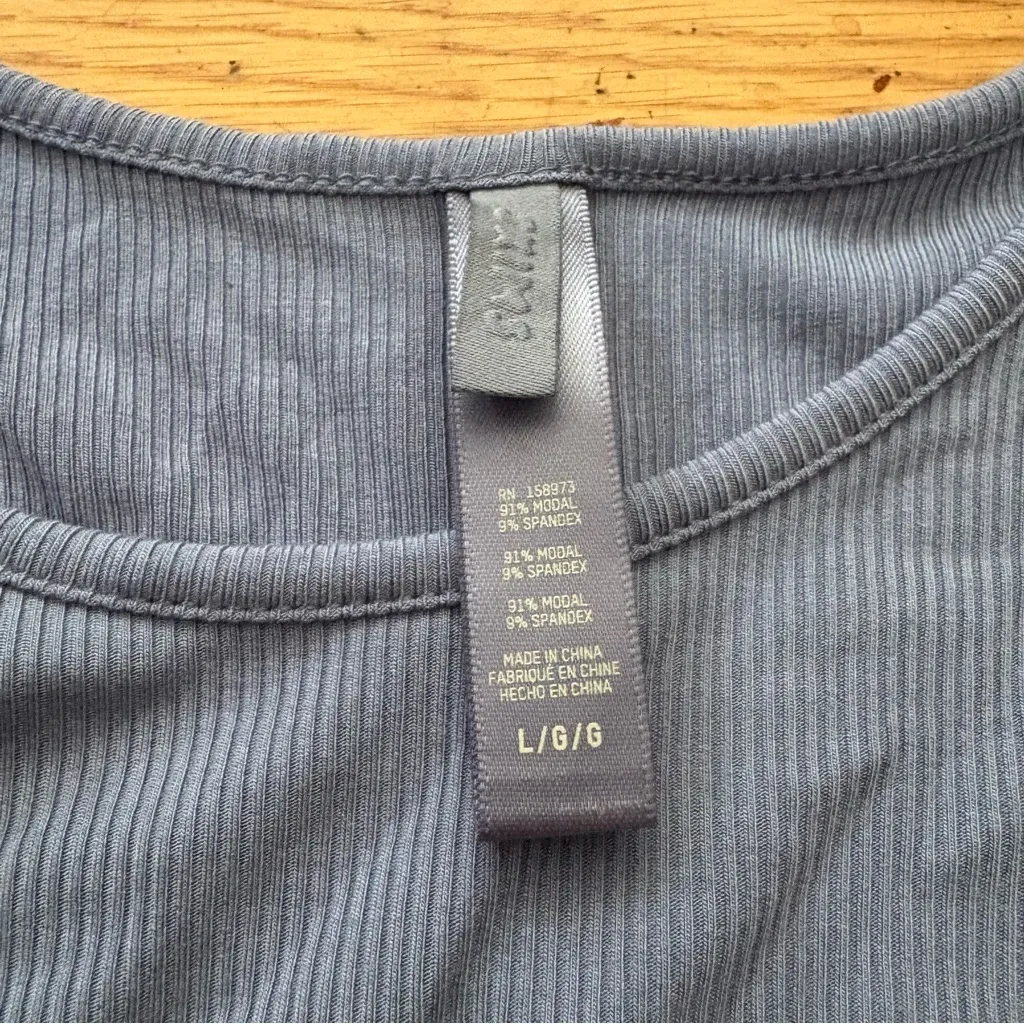 SKIMS
RN 158973
91% MODAL
9% SPANDEX
91% MODAL
9% SPANDEX
91% MODAL
9% SPANDEX
MADE IN CHINA
FABRIQUÉ EN CHINE
HECHO EN CHINA
L/G/G